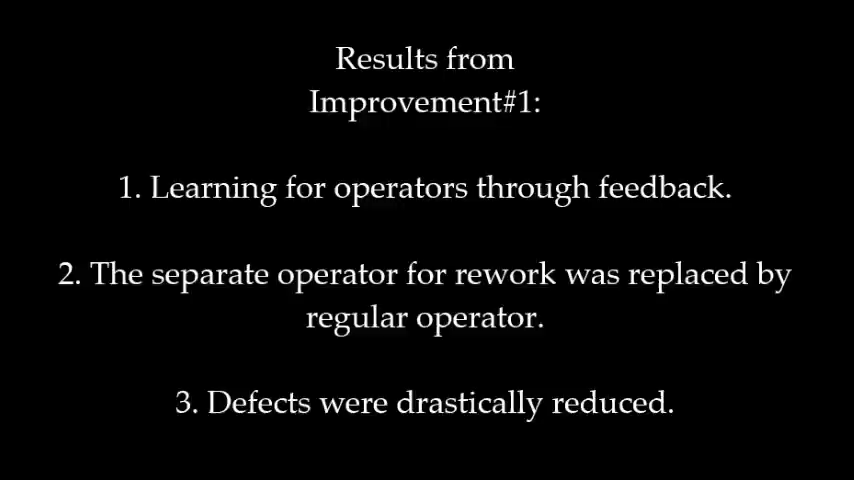 Results from
Improvement#1:
1. Learning for operators through feedback.
2. The separate operator for rework was replaced by
regular operator.
3. Defects were drastically reduced.